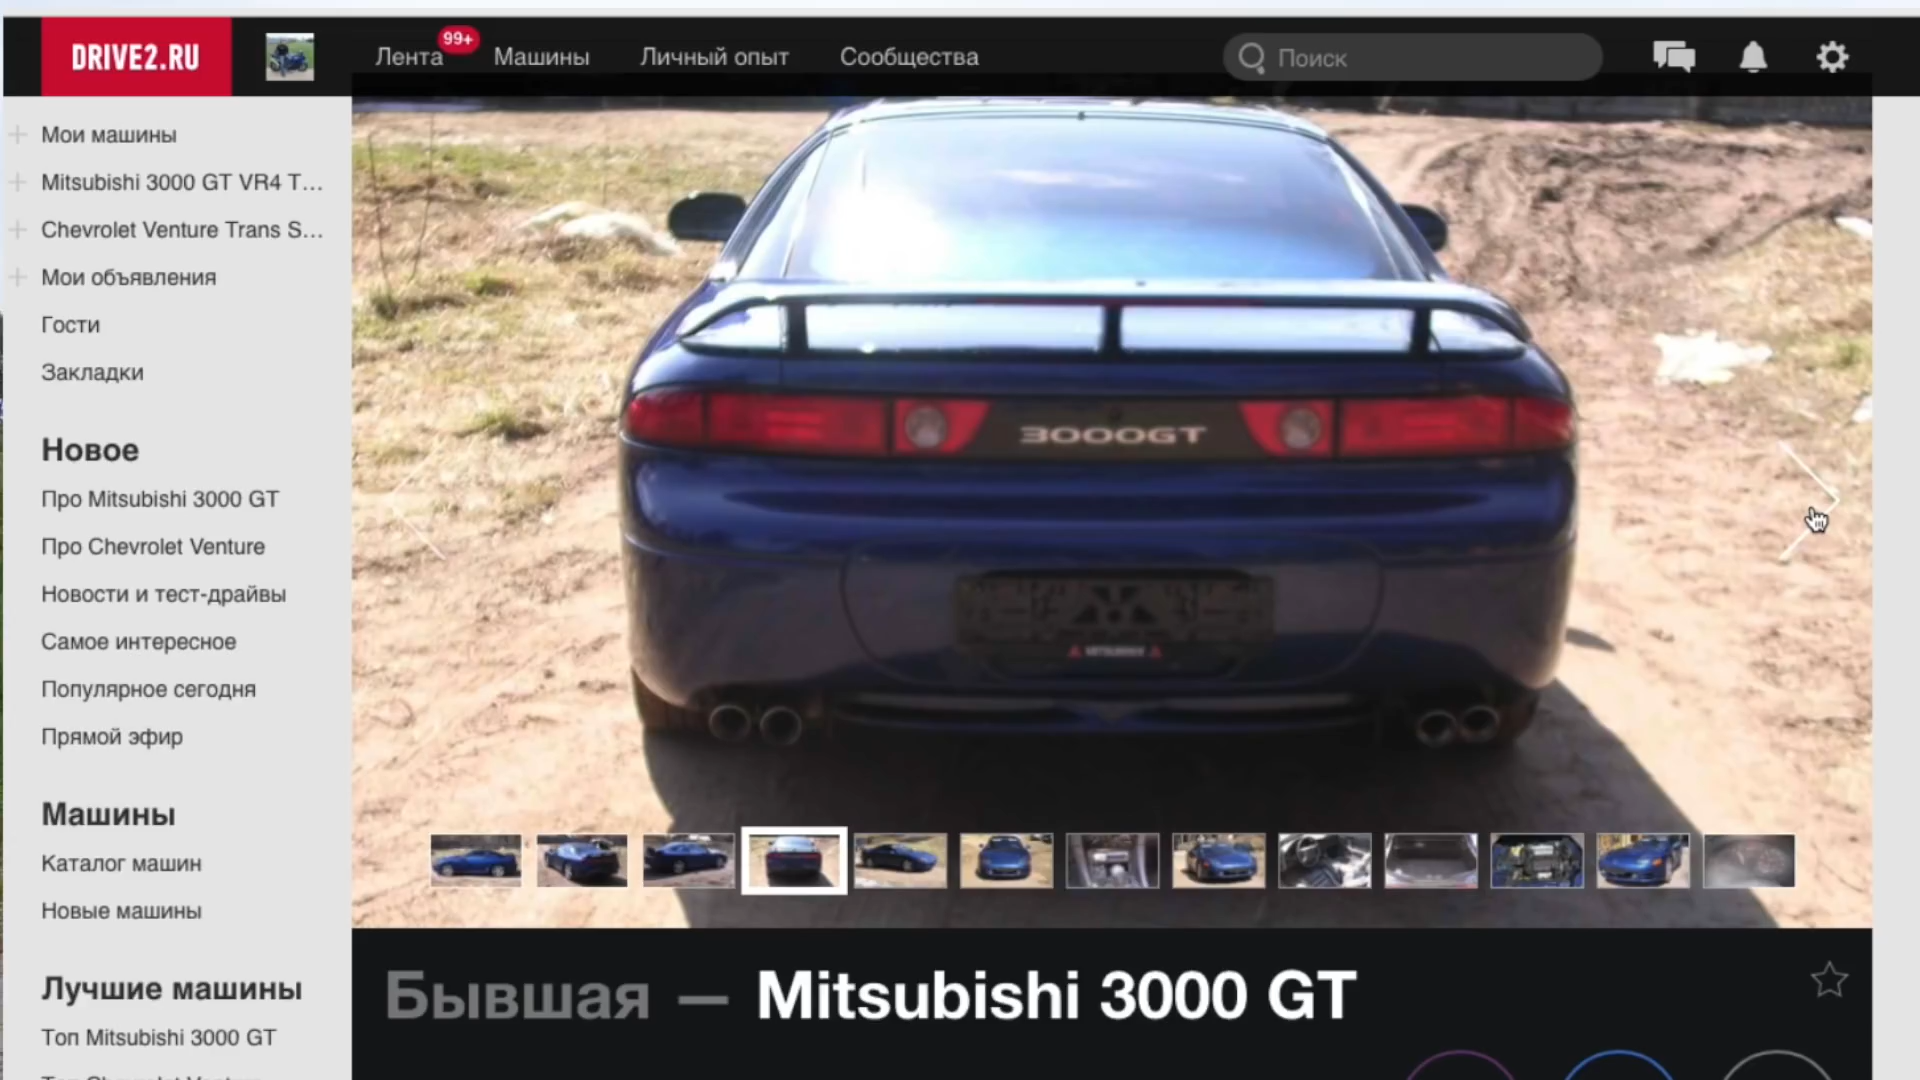 DRIVE2.RU
Лента 99+ Машины Личный опыт Сообщества Поиск
Мои машины
Mitsubishi 3000 GT VR4 T...
Chevrolet Venture Trans S...
Мои объявления
Гости
Закладки
Новое
Про Mitsubishi 3000 GT
Про Chevrolet Venture
Новости и тест-драйвы
Самое интересное
Популярное сегодня
Прямой эфир
Машины
Каталог машин
Новые машины
Лучшие машины
Топ Mitsubishi 3000 GT
3000GT
MITSUBISHI
Бывшая — Mitsubishi 3000 GT